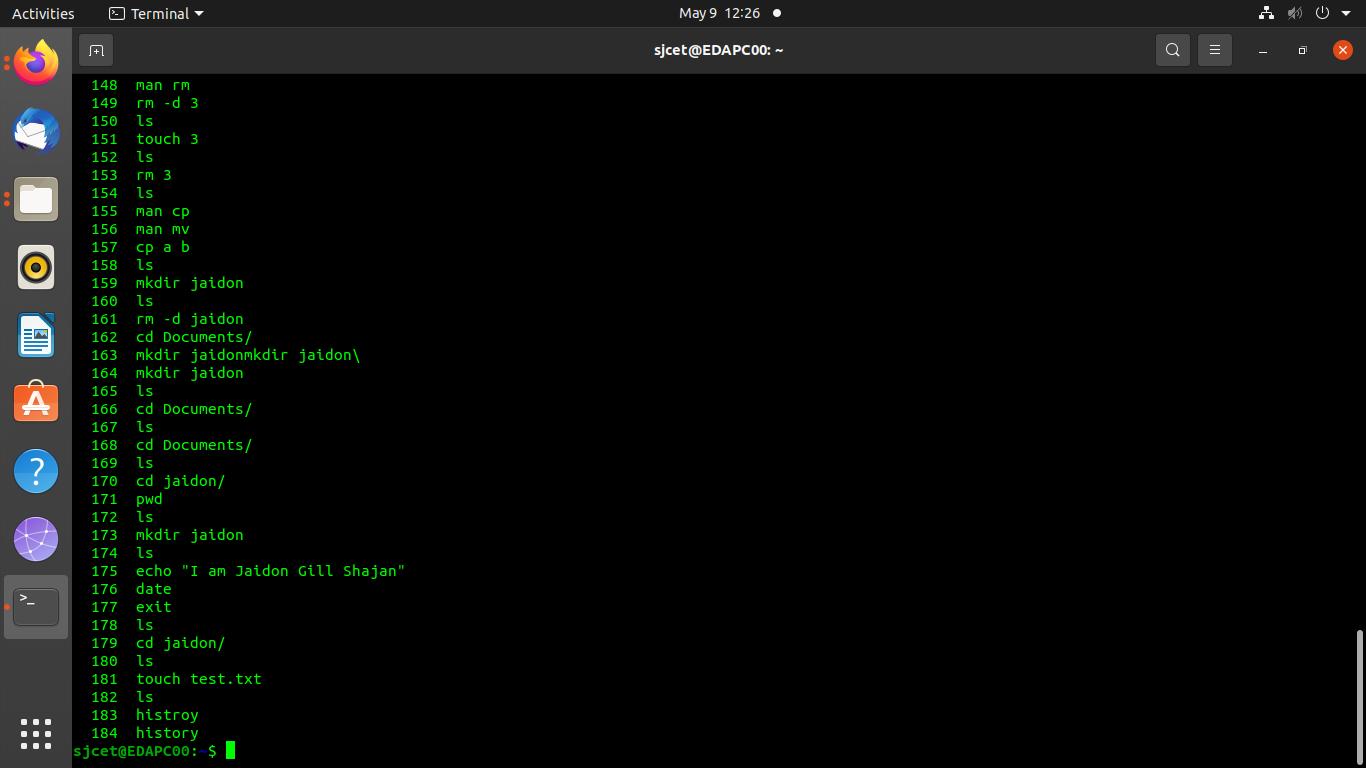 Activities
Terminal
May 9 12:26
sjcet@EDAPC00: ~
148 man rm
149 rm -d 3
150 ls
151 touch 3
152 ls
153 rm 3
154 ls
155 man cp
156 man mv
157 cp a b
158 ls
159 mkdir jaidon
160 ls
161 rm -d jaidon
162 cd Documents/
163 mkdir jaidonmkdir jaidon\
164 mkdir jaidon
165 ls
166 cd Documents/
167 ls
168 cd Documents/
169 ls
170 cd jaidon/
171 pwd
172 ls
173 mkdir jaidon
174 ls
175 echo "I am Jaidon Gill Shajan"
176 date
177 exit
178 ls
179 cd jaidon/
180 ls
181 touch test.txt
182 ls
183 histroy
184 history
sjcet@EDAPC00:~$